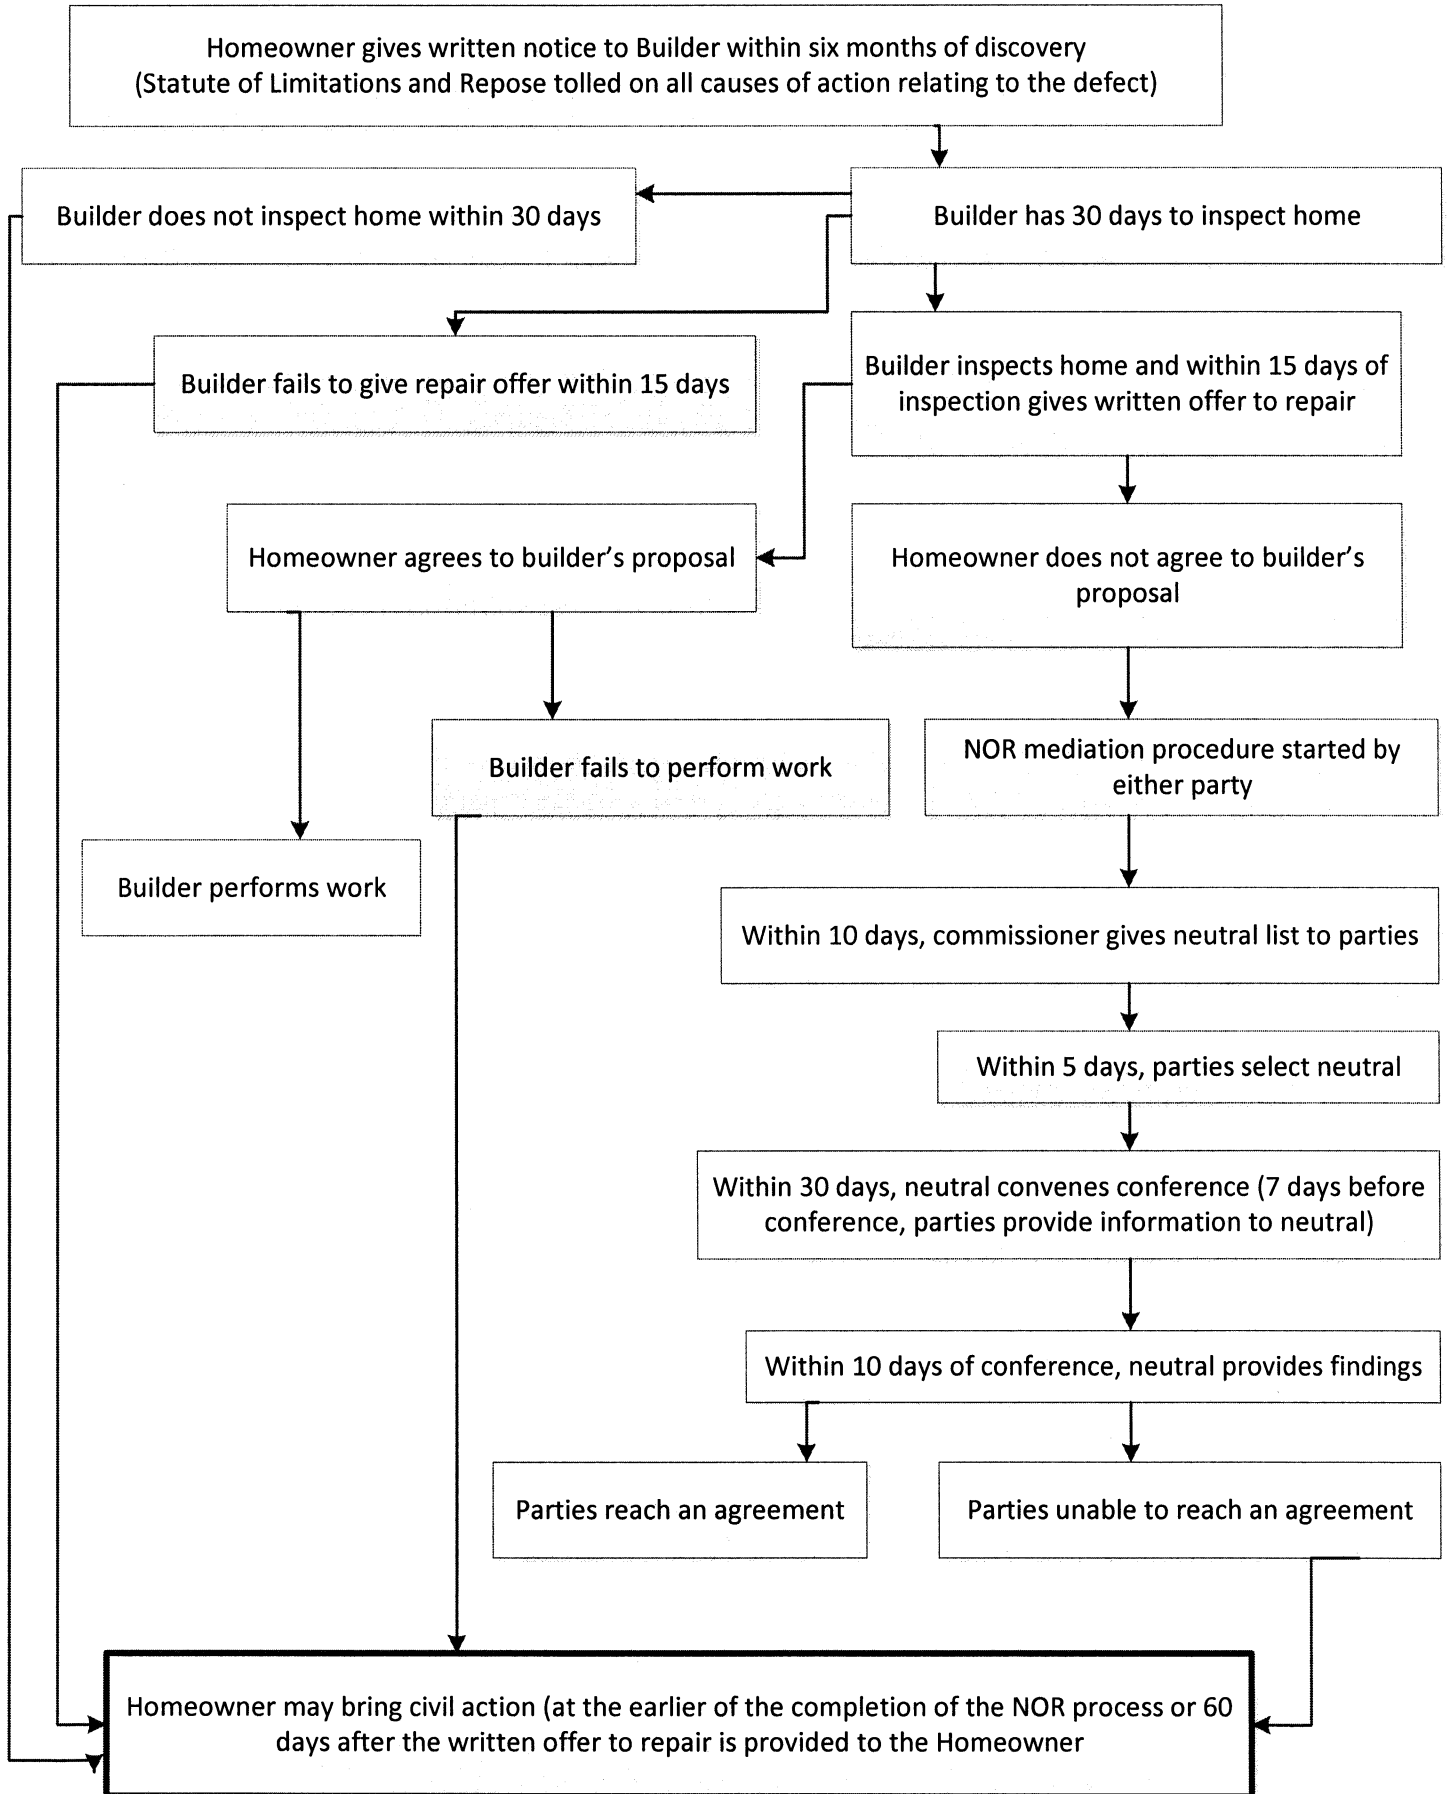 Homeowner gives written notice to Builder within six months of discovery
(Statute of Limitations and Repose tolled on all causes of action relating to the defect)
Builder does not inspect home within 30 days
Builder has 30 days to inspect home
Builder fails to give repair offer within 15 days
Builder inspects home and within 15 days of
inspection gives written offer to repair
Homeowner agrees to builder’s proposal
Homeowner does not agree to builder’s
proposal
Builder fails to perform work
NOR mediation procedure started by
either party
Builder performs work
Within 10 days, commissioner gives neutral list to parties
Within 5 days, parties select neutral
Within 30 days, neutral convenes conference (7 days before
conference, parties provide information to neutral)
Within 10 days of conference, neutral provides findings
Parties reach an agreement
Parties unable to reach an agreement
Homeowner may bring civil action (at the earlier of the completion of the NOR process or 60
days after the written offer to repair is provided to the Homeowner